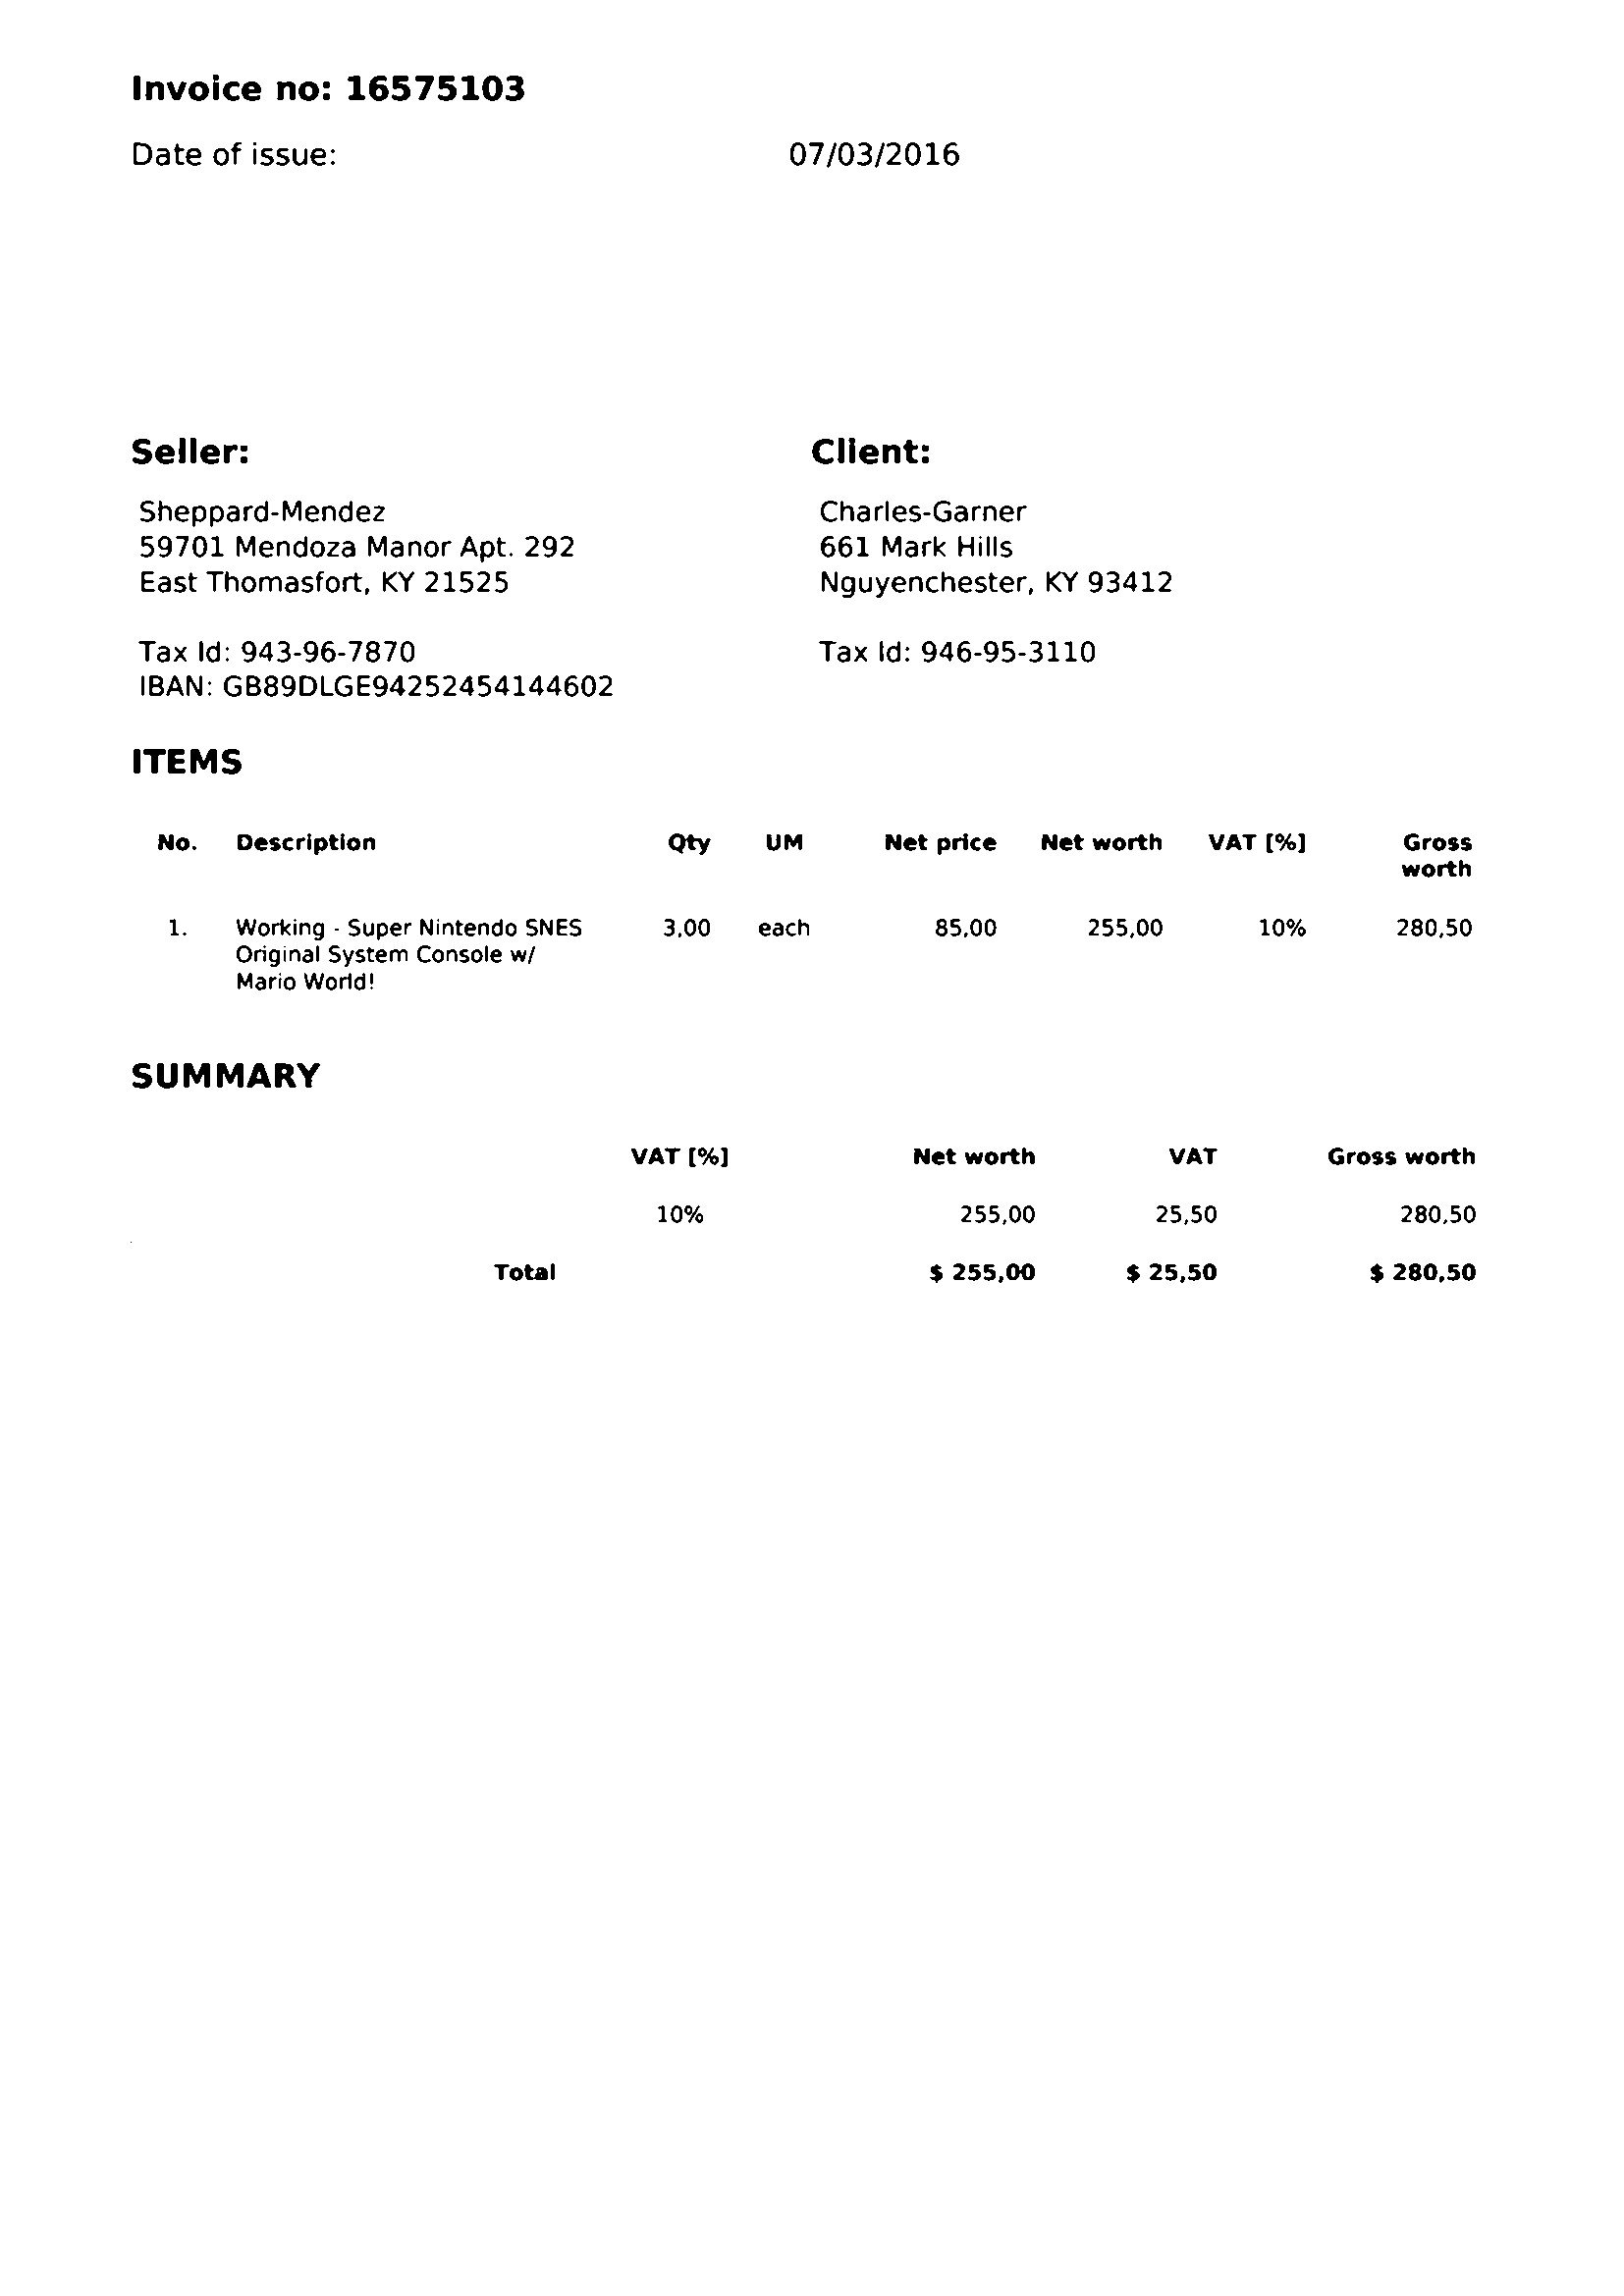 Invoice no: 16575103
Date of issue: 07/03/2016
Seller:
Sheppard-Mendez
59701 Mendoza Manor Apt. 292
East Thomasfort, KY 21525
Tax Id: 943-96-7870
IBAN: GB89DLGE94252454144602
Client:
Charles-Garner
661 Mark Hills
Nguyenchester, KY 93412
Tax Id: 946-95-3110
ITEMS
No. Description Qty UM Net price Net worth VAT [%] Gross
worth
1. Working - Super Nintendo SNES 3,00 each 85,00 255,00 10% 280,50
Original System Console w/
Mario World!
SUMMARY
VAT [%] Net worth VAT Gross worth
10% 255,00 25,50 280,50
Total $ 255,00 $ 25,50 $ 280,50